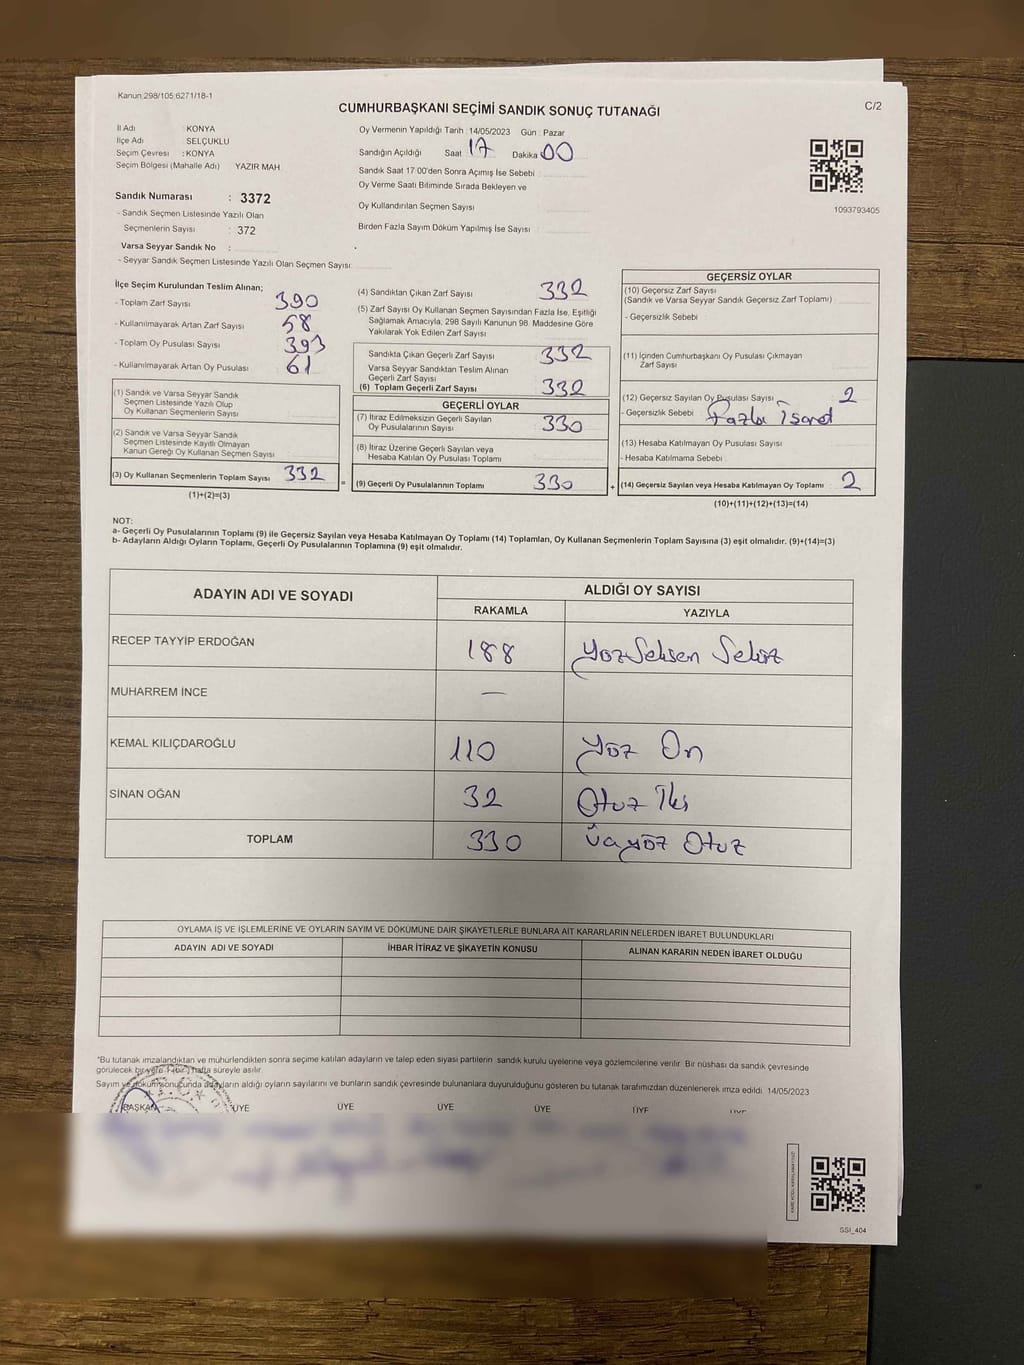 Kanun 298/105,6271/18-1
CUMHURBAŞKANI SEÇİMİ SANDIK SONUÇ TUTANAĞI
C/2
İl Adı : KONYA
İlçe Adı : SELÇUKLU
Seçim Çevresi : KONYA
Seçim Bölgesi (Mahalle Adı) YAZIR MAH
Sandık Numarası : 3372
- Sandık Seçmen Listesinde Yazılı Olan
Seçmenlerin Sayısı : 372
Varsa Seyyar Sandık No :
- Seyyar Sandık Seçmen Listesinde Yazılı Olan Seçmen Sayısı
Oy Vermenin Yapıldığı Tarih : 14/05/2023 Gün : Pazar
Sandığın Açıldığı Saat 17 Dakika 00
Sandık Saat 17:00'den Sonra Açımış İse Sebebi :
Oy Verme Saati Bitiminde Sırada Bekleyen ve
Oy Kullandırılan Seçmen Sayısı
Birden Fazla Sayım Döküm Yapılmış İse Sayısı :
1093793405
İlçe Seçim Kurulundan Teslim Alınan;
- Toplam Zarf Sayısı 390
- Kullanılmayarak Artan Zarf Sayısı 58
- Toplam Oy Pusulası Sayısı 393
- Kullanılmayarak Artan Oy Pusulası 61
(1) Sandık ve Varsa Seyyar Sandık
Seçmen Listesinde Yazılı Olup
Oy Kullanan Seçmenlerin Sayısı
(2) Sandık ve Varsa Seyyar Sandık
Seçmen Listesinde Kayıtlı Olmayan
Kanun Gereği Oy Kullanan Seçmen Sayısı
(3) Oy Kullanan Seçmenlerin Toplam Sayısı 332
(1)+(2)=(3)
=
(4) Sandıktan Çıkan Zarf Sayısı 332
(5) Zarf Sayısı Oy Kullanan Seçmen Sayısından Fazla İse, Eşitliği
Sağlamak Amacıyla, 298 Sayılı Kanunun 98. Maddesine Göre
Yakılarak Yok Edilen Zarf Sayısı
Sandıkta Çıkan Geçerli Zarf Sayısı 332
Varsa Seyyar Sandıktan Teslim Alınan
Geçerli Zarf Sayısı
(6) Toplam Geçerli Zarf Sayısı 332
GEÇERLİ OYLAR
(7) İtiraz Edilmeksizin Geçerli Sayılan
Oy Pusulalarının Sayısı 330
(8) İtiraz Üzerine Geçerli Sayılan veya
Hesaba Katılan Oy Pusulası Toplamı
(9) Geçerli Oy Pusulalarının Toplamı 330
+
GEÇERSİZ OYLAR
(10) Geçersiz Zarf Sayısı
(Sandık ve Varsa Seyyar Sandık Geçersiz Zarf Toplamı)
- Geçersizlik Sebebi :
(11) İçinden Cumhurbaşkanı Oy Pusulası Çıkmayan
Zarf Sayısı
(12) Geçersiz Sayılan Oy Pusulası Sayısı 2
- Geçersizlik Sebebi : Fazla İşaret
(13) Hesaba Katılmayan Oy Pusulası Sayısı
- Hesaba Katılmama Sebebi :
(14) Geçersiz Sayılan veya Hesaba Katılmayan Oy Toplamı 2
(10)+(11)+(12)+(13)=(14)
NOT:
a- Geçerli Oy Pusulalarının Toplamı (9) ile Geçersiz Sayılan veya Hesaba Katılmayan Oy Toplamı (14) Toplamları, Oy Kullanan Seçmenlerin Toplam Sayısına (3) eşit olmalıdır. (9)+(14)=(3)
b- Adayların Aldığı Oyların Toplamı, Geçerli Oy Pusulalarının Toplamına (9) eşit olmalıdır.
ADAYIN ADI VE SOYADI
ALDIĞI OY SAYISI
RAKAMLA YAZIYLA
RECEP TAYYİP ERDOĞAN 188 YüzSeksen Sekiz
MUHARREM İNCE —
KEMAL KILIÇDAROĞLU 110 Yüz On
SİNAN OĞAN 32 Otuz İki
TOPLAM 330 Üçyüz Otuz
OYLAMA İŞ VE İŞLEMLERİNE VE OYLARIN SAYIM VE DÖKÜMÜNE DAİR ŞİKAYETLERLE BUNLARA AİT KARARLARIN NELERDEN İBARET BULUNDUKLARI
ADAYIN ADI VE SOYADI İHBAR İTİRAZ VE ŞİKAYETİN KONUSU ALINAN KARARIN NEDEN İBARET OLDUĞU
*Bu tutanak imzalandıktan ve mühürlendikten sonra seçime katılan adayların ve talep eden siyasi partilerin sandık kurulu üyelerine veya gözlemcilerine verilir. Bir nüshası da sandık çevresinde
görülecek bir yere 1 (bir) hafta süreyle asılır.
Sayım ve döküm sonucunda adayların aldığı oyların sayılarını ve bunların sandık çevresinde bulunanlara duyurulduğunu gösteren bu tutanak tarafımızdan düzenlenerek imza edildi. 14/05/2023
BAŞKAN ÜYE ÜYE ÜYE ÜYE ÜYE ÜYE
SSI_404